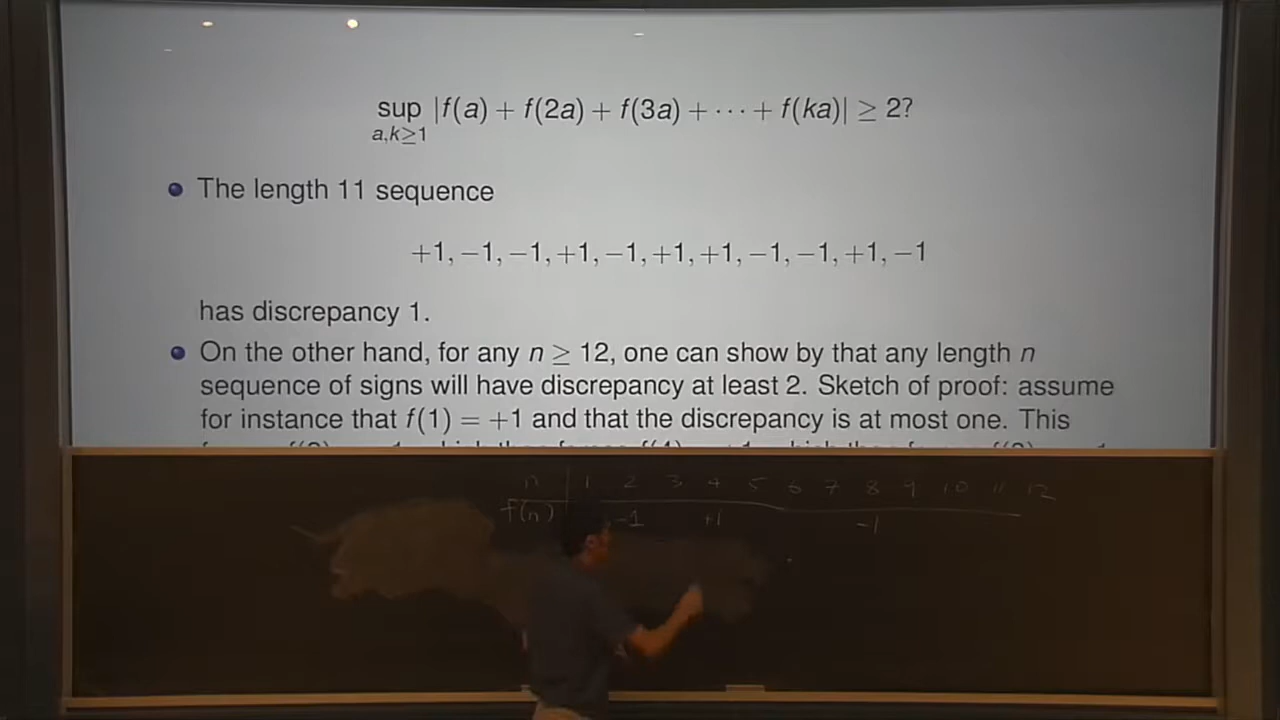 sup |f(a) + f(2a) + f(3a) + ··· + f(ka)| ≥ 2?
a,k≥1
• The length 11 sequence
+1, −1, −1, +1, −1, +1, +1, −1, −1, +1, −1
has discrepancy 1.
• On the other hand, for any n ≥ 12, one can show by that any length n
sequence of signs will have discrepancy at least 2. Sketch of proof: assume
for instance that f(1) = +1 and that the discrepancy is at most one. This
n 1 2 3 4 5 6 7 8 9 10 11 12
f(n) −1 +1 −1